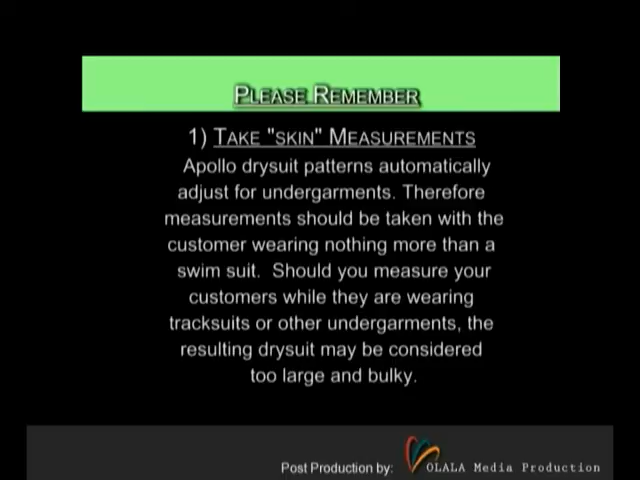 PLEASE REMEMBER
1) TAKE "SKIN" MEASUREMENTS
Apollo drysuit patterns automatically
adjust for undergarments. Therefore
measurements should be taken with the
customer wearing nothing more than a
swim suit.  Should you measure your
customers while they are wearing
tracksuits or other undergarments, the
resulting drysuit may be considered
too large and bulky.
Post Production by: OLALA Media Production